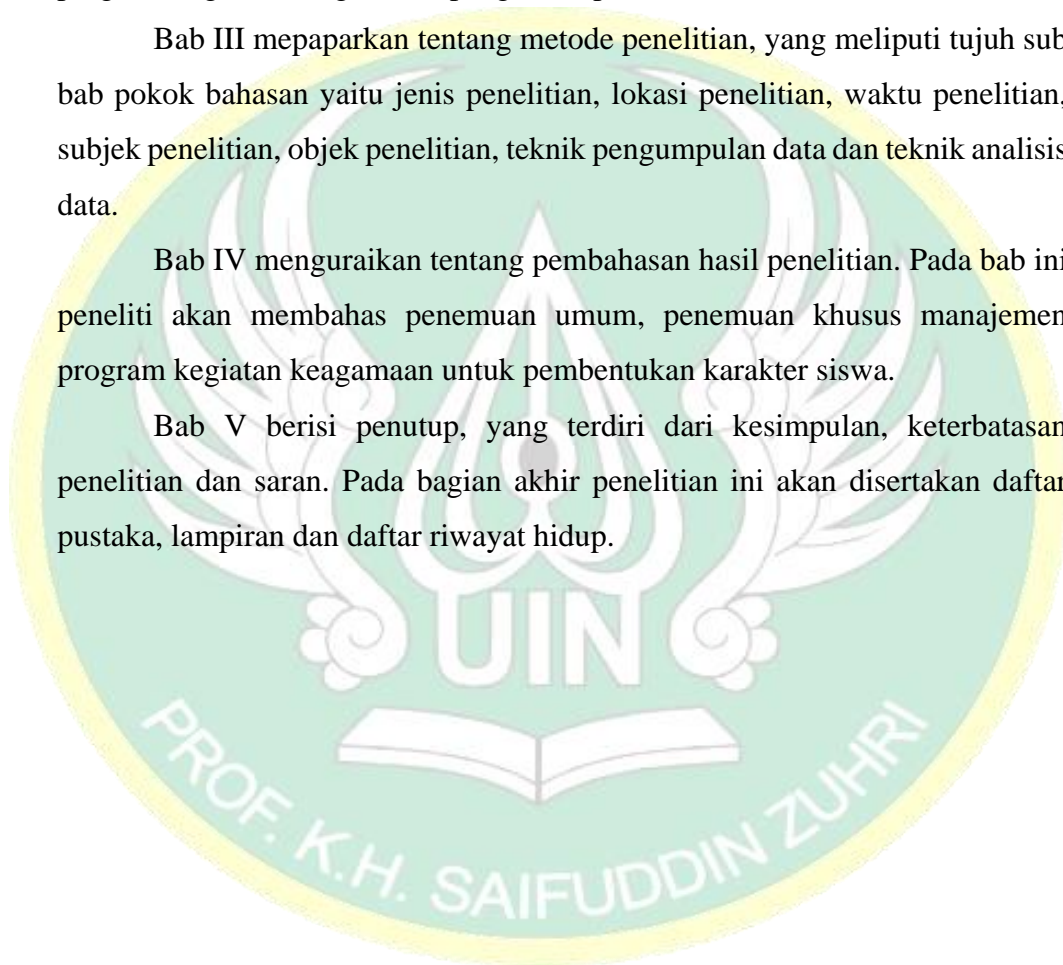 Bab III mepaparkan tentang metode penelitian, yang meliputi tujuh sub
bab pokok bahasan yaitu jenis penelitian, lokasi penelitian, waktu penelitian,
subjek penelitian, objek penelitian, teknik pengumpulan data dan teknik analisis
data.
Bab IV menguraikan tentang pembahasan hasil penelitian. Pada bab ini
peneliti akan membahas penemuan umum, penemuan khusus manajemen
program kegiatan keagamaan untuk pembentukan karakter siswa.
Bab V berisi penutup, yang terdiri dari kesimpulan, keterbatasan
penelitian dan saran. Pada bagian akhir penelitian ini akan disertakan daftar
pustaka, lampiran dan daftar riwayat hidup.
UIN
PROF. K.H. SAIFUDDIN ZUHRI